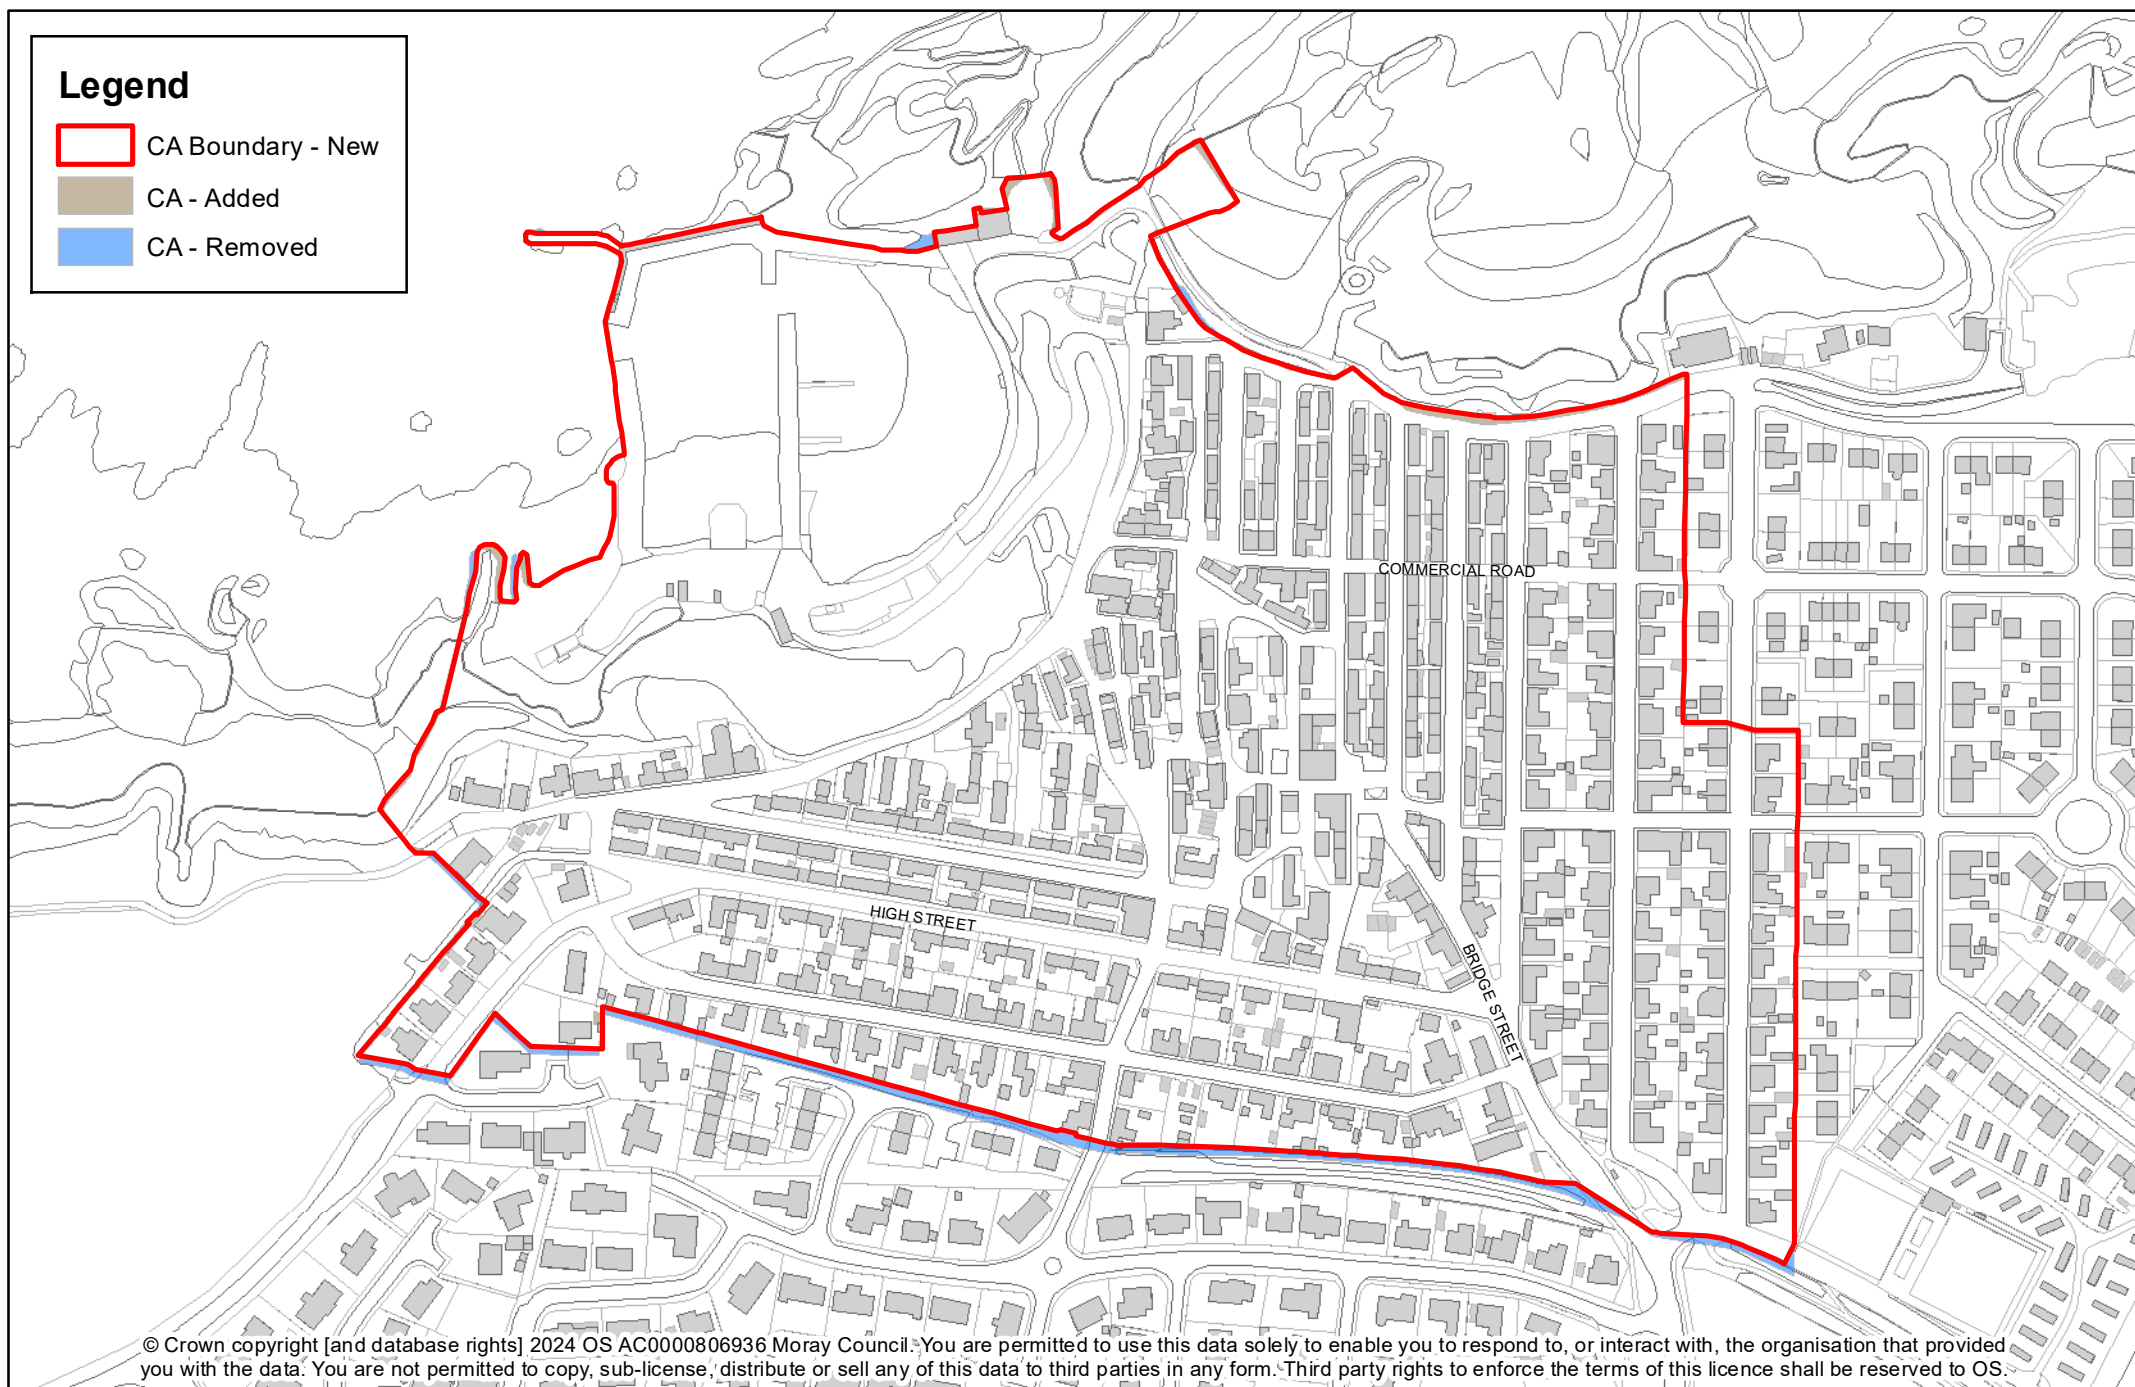 Legend
CA Boundary - New
CA - Added
CA - Removed
COMMERCIAL ROAD
HIGH STREET
BRIDGE STREET
© Crown copyright [and database rights] 2024 OS AC0000806936 Moray Council. You are permitted to use this data solely to enable you to respond to, or interact with, the organisation that provided
you with the data. You are not permitted to copy, sub-license, distribute or sell any of this data to third parties in any form. Third party rights to enforce the terms of this licence shall be reserved to OS.